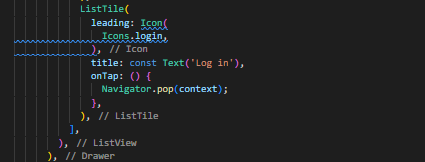 ListTile(
leading: Icon(
Icons.login,
), // Icon
title: const Text('Log in'),
onTap: () {
Navigator.pop(context);
},
), // ListTile
],
), // ListView
), // Drawer